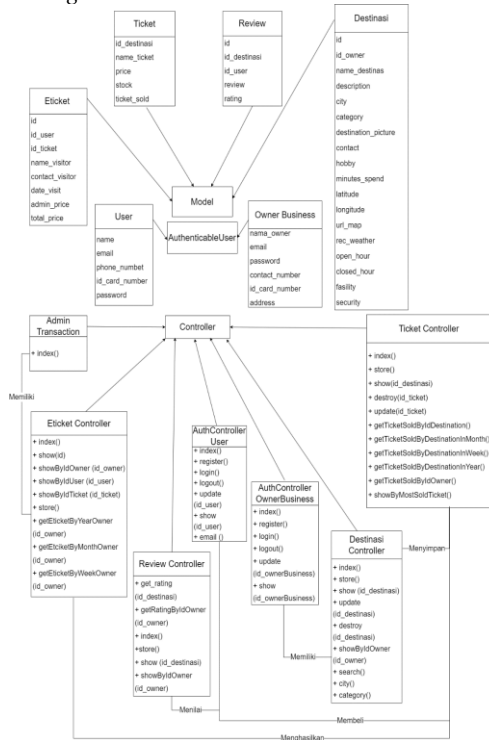 Ticket
id_destinasi
name_ticket
price
stock
ticket_sold
Review
id
id_destinasi
id_user
review
rating
Destinasi
id
id_owner
name_destinas
description
city
category
destination_picture
contact
hobby
minutes_spend
latitude
longitude
url_map
rec_weather
open_hour
closed_hour
fasility
security
Eticket
id
id_user
id_ticket
name_visitor
contact_visitor
date_visit
admin_price
total_price
Model
User
name
email
phone_numbet
id_card_number
password
AuthenticableUser
Owner Business
nama_owner
email
password
contact_number
id_card_number
address
Admin
Transaction
+ index()
Controller
Ticket Controller
+ index()
+ store()
+ show(id_destinasi)
+ destroy(id_ticket)
+ update(id_ticket)
+ getTicketSoldByIdDestination()
+ getTicketSoldByDestinationInMonth()
+ getTicketSoldByDestinationInWeek()
+ getTicketSoldByDestinationInYear()
+ getTicketSoldByIdOwner()
+ showByMostSoldTicket()
Memiliki
Eticket Controller
+ index()
+ show(id)
+ showByIdOwner (id_owner)
+ showByIdUser (id_user)
+ showByIdTicket (id_ticket)
+ store()
+ getEticketByYearOwner
(id_owner)
+ getEtciketByMonthOwner
(id_owner)
+ getEticketByWeekOwner
(id_owner)
AuthController
User
+ index()
+ register()
+ login()
+ logout()
+ update
(id_user)
+ show
(id_user)
+ email ()
AuthController
OwnerBusiness
+ index()
+ register()
+ login()
+ logout()
+ update
(id_ownerBusiness)
+ show
(id_ownerBusiness)
Review Controller
+ get_rating
(id_destinasi)
+ getRatingByIdOwner
(id_owner)
+ index()
+store()
+ show (id_destinasi)
+ showByIdOwner
(id_owner)
Destinasi
Controller
+ index()
+ store()
+ show (id_destinasi)
+ update
(id_destinasi)
+ destroy
(id_destinasi)
+ showByIdOwner
(id_owner)
+ search()
+ city()
+ category()
Menyimpan
Memiliki
Menilai
Membeli
Menghasilkan